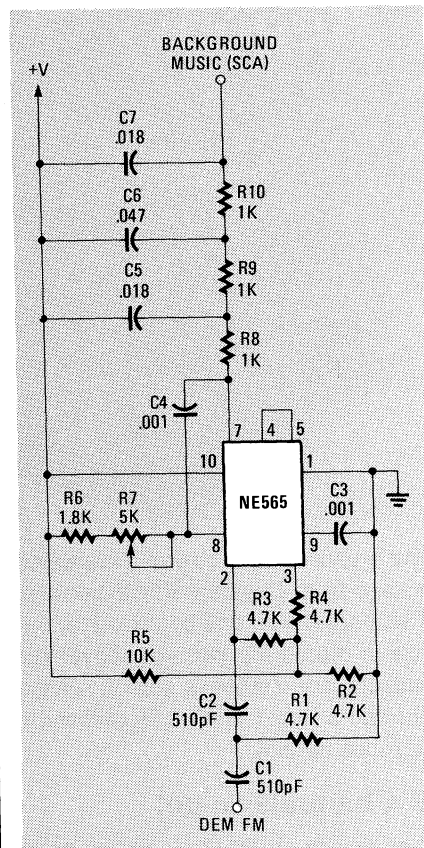 BACKGROUND
MUSIC (SCA)
+V
C7
.018
R10
1K
C6
.047
R9
1K
C5
.018
R8
1K
C4
.001
7
4
5
10
1
NE565
C3
.001
R6
1.8K
R7
5K
8
9
2
3
R3
4.7K
R4
4.7K
R5
10K
C2
510pF
R1
4.7K
R2
4.7K
C1
510pF
DEM FM